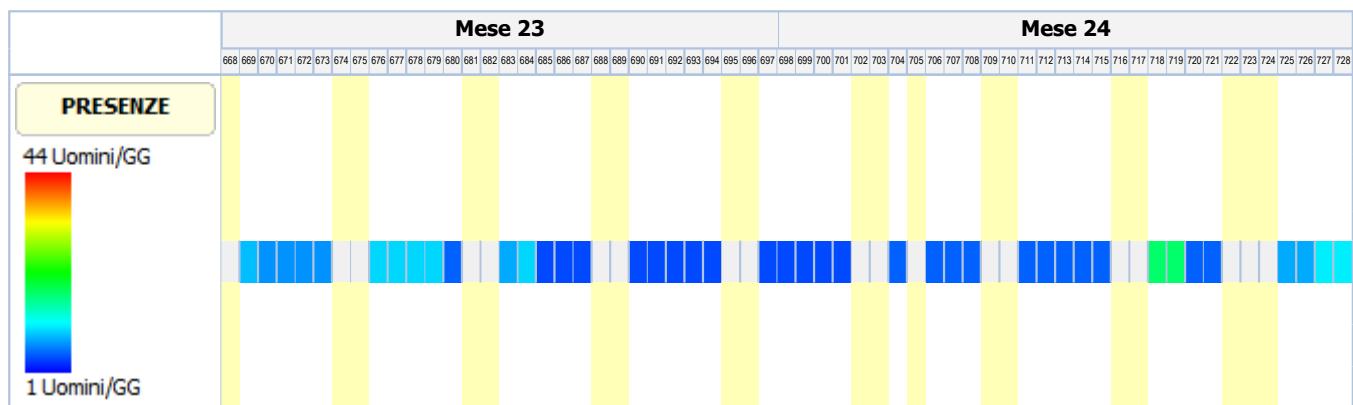 Mese 23 Mese 24
668 669 670 671 672 673 674 675 676 677 678 679 680 681 682 683 684 685 686 687 688 689 690 691 692 693 694 695 696 697 698 699 700 701 702 703 704 705 706 707 708 709 710 711 712 713 714 715 716 717 718 719 720 721 722 723 724 725 726 727 728
PRESENZE
44 Uomini/GG
1 Uomini/GG